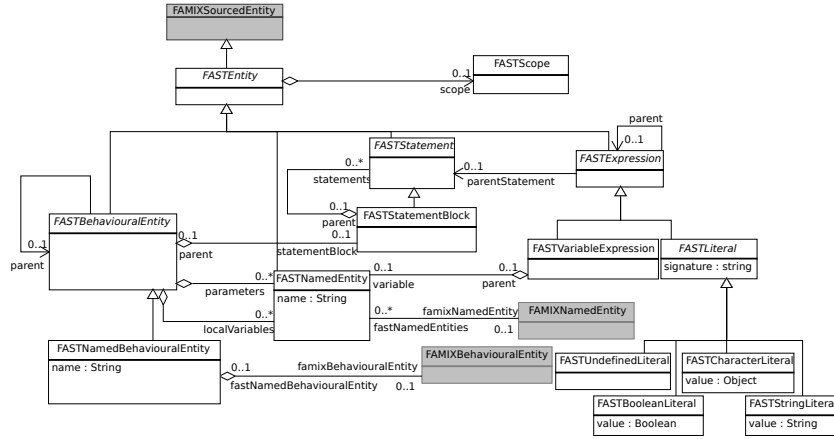 FAMIXSourcedEntity
FASTEntity
0..1
scope
FASTScope
parent
0..1
FASTStatement
FASTExpression
0..*
statements
0..1
parentStatement
FASTBehaviouralEntity
0..1
parent
FASTStatementBlock
0..1
parent
0..1
parent
0..1
statementBlock
FASTVariableExpression
FASTLiteral
signature : string
FASTNamedEntity
name : String
0..*
parameters
0..1
variable
0..1
parent
0..*
localVariables
0..*
famixNamedEntity
fastNamedEntities
0..1
FAMIXNamedEntity
FASTNamedBehaviouralEntity
name : String
0..1
famixBehaviouralEntity
fastNamedBehaviouralEntity
0..1
FAMIXBehaviouralEntity
FASTUndefinedLiteral
FASTCharacterLiteral
value : Object
FASTBooleanLiteral
value : Boolean
FASTStringLiteral
value : String